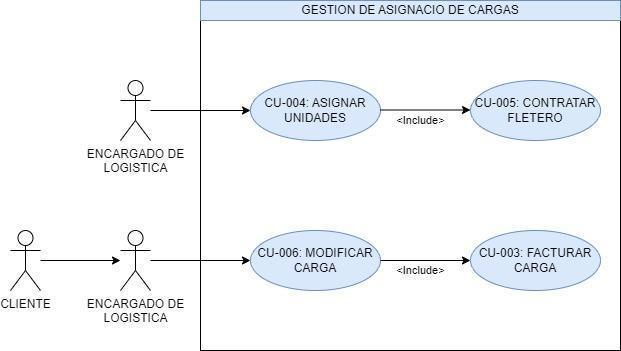 GESTION DE ASIGNACIO DE CARGAS
CU-004: ASIGNAR
UNIDADES
<Include>
CU-005: CONTRATAR
FLETERO
ENCARGADO DE
LOGISTICA
CU-006: MODIFICAR
CARGA
<Include>
CU-003: FACTURAR
CARGA
CLIENTE
ENCARGADO DE
LOGISTICA